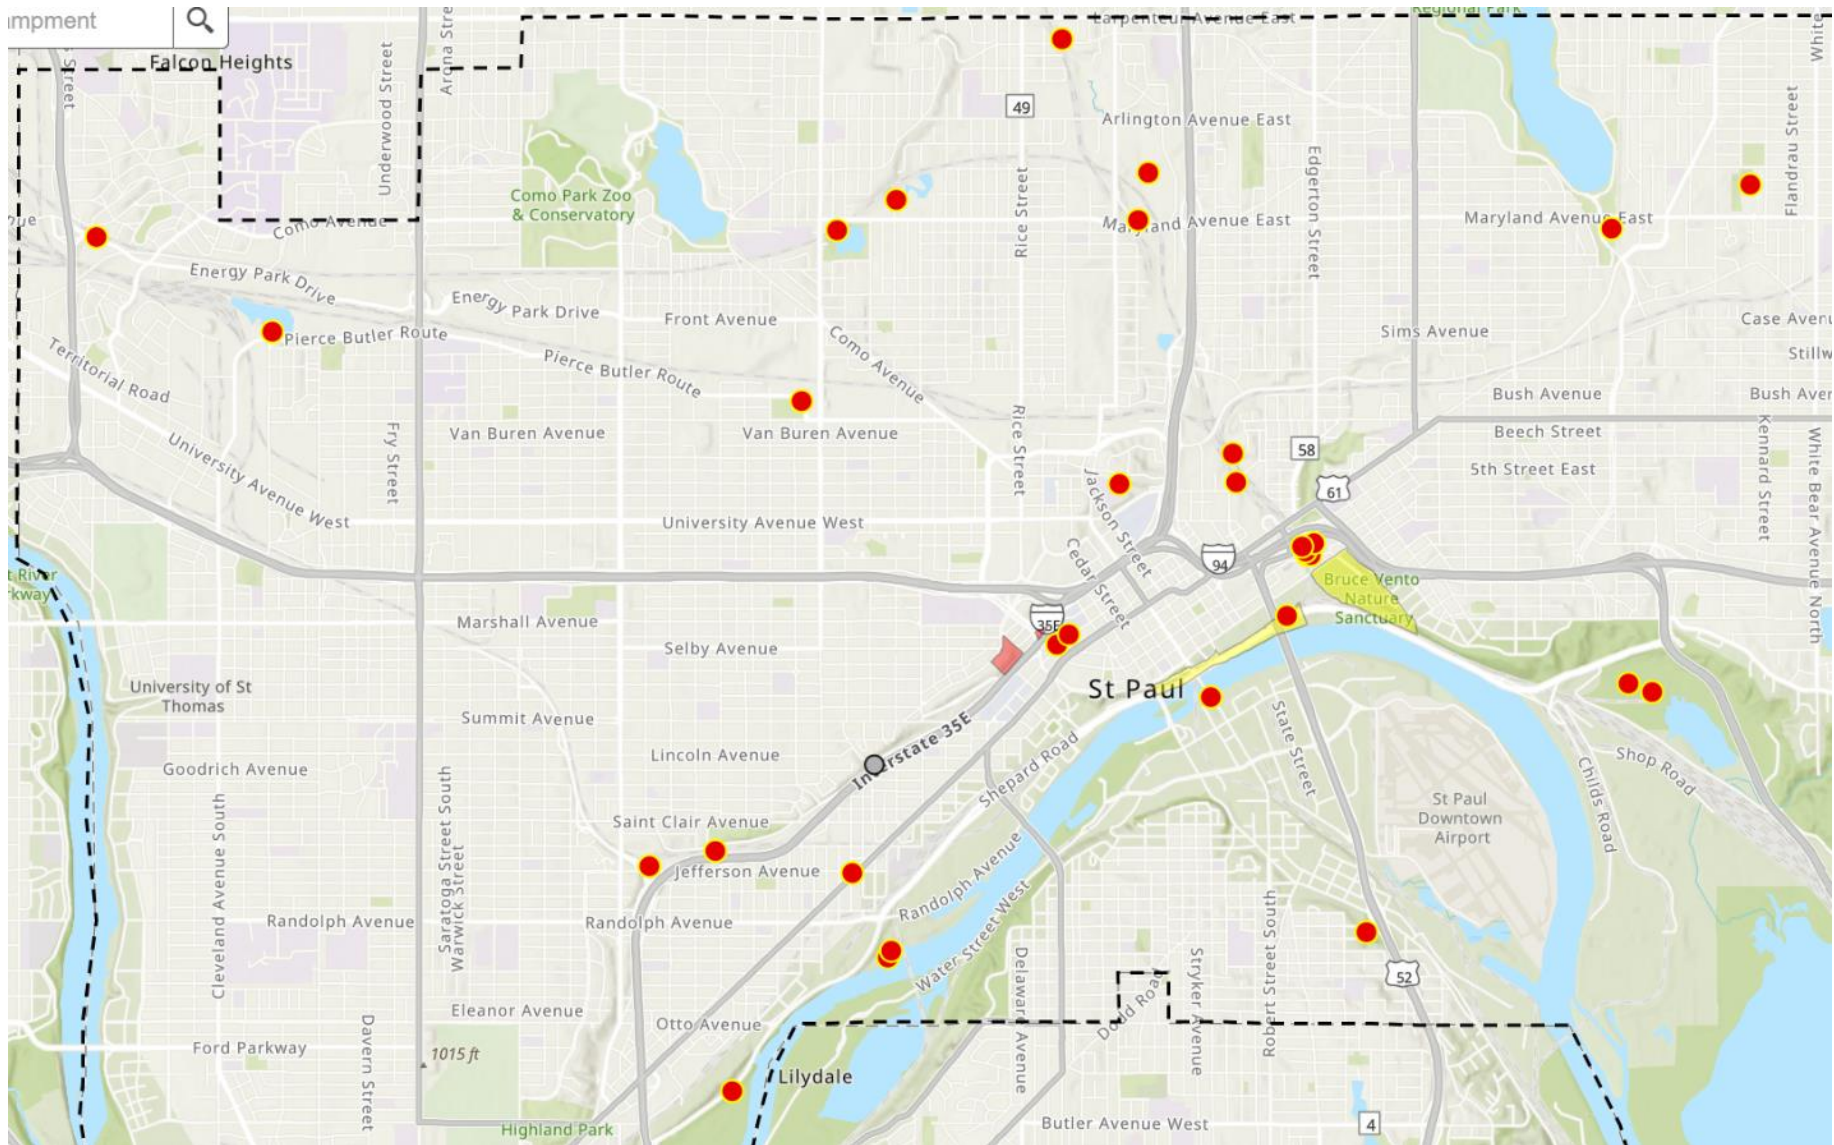 mpment
Larpenteur Avenue East
Regional Park
White
Falcon Heights
Street
Arona Stre
Underwood Street
49
Arlington Avenue East
Flandrau Street
Edgerton Street
Rice Street
Como Park Zoo
& Conservatory
Como Avenue
Maryland Avenue East
Maryland Avenue East
Energy Park Drive
Energy Park Drive
Front Avenue
Pierce Butler Route
Pierce Butler Route
Como Avenue
Sims Avenue
Case Avenu
Stillw
Territorial Road
Bush Avenue
Bush Aven
Van Buren Avenue
Van Buren Avenue
Beech Street
5th Street East
Fry Street
Rice Street
58
61
Kennard Street
White Bear Avenue North
University Avenue West
University Avenue West
Jackson Street
Cedar Street
94
t River
rkway
Bruce Vento
Nature
Sanctuary
Marshall Avenue
35E
Selby Avenue
University of St
Thomas
St Paul
Summit Avenue
State Street
Lincoln Avenue
Interstate 35E
Goodrich Avenue
Shepard Road
Shop Road
Childs Road
St Paul
Downtown
Airport
Saint Clair Avenue
Cleveland Avenue South
Saratoga Street South
Warwick Street
Jefferson Avenue
Randolph Avenue
Randolph Avenue
Randolph Avenue
Water Street West
Delaware Avenue
Stryker Avenue
Robert Street South
52
Dodd Road
Eleanor Avenue
Otto Avenue
Davern Street
Ford Parkway
1015 ft
Lilydale
Highland Park
Butler Avenue West
4